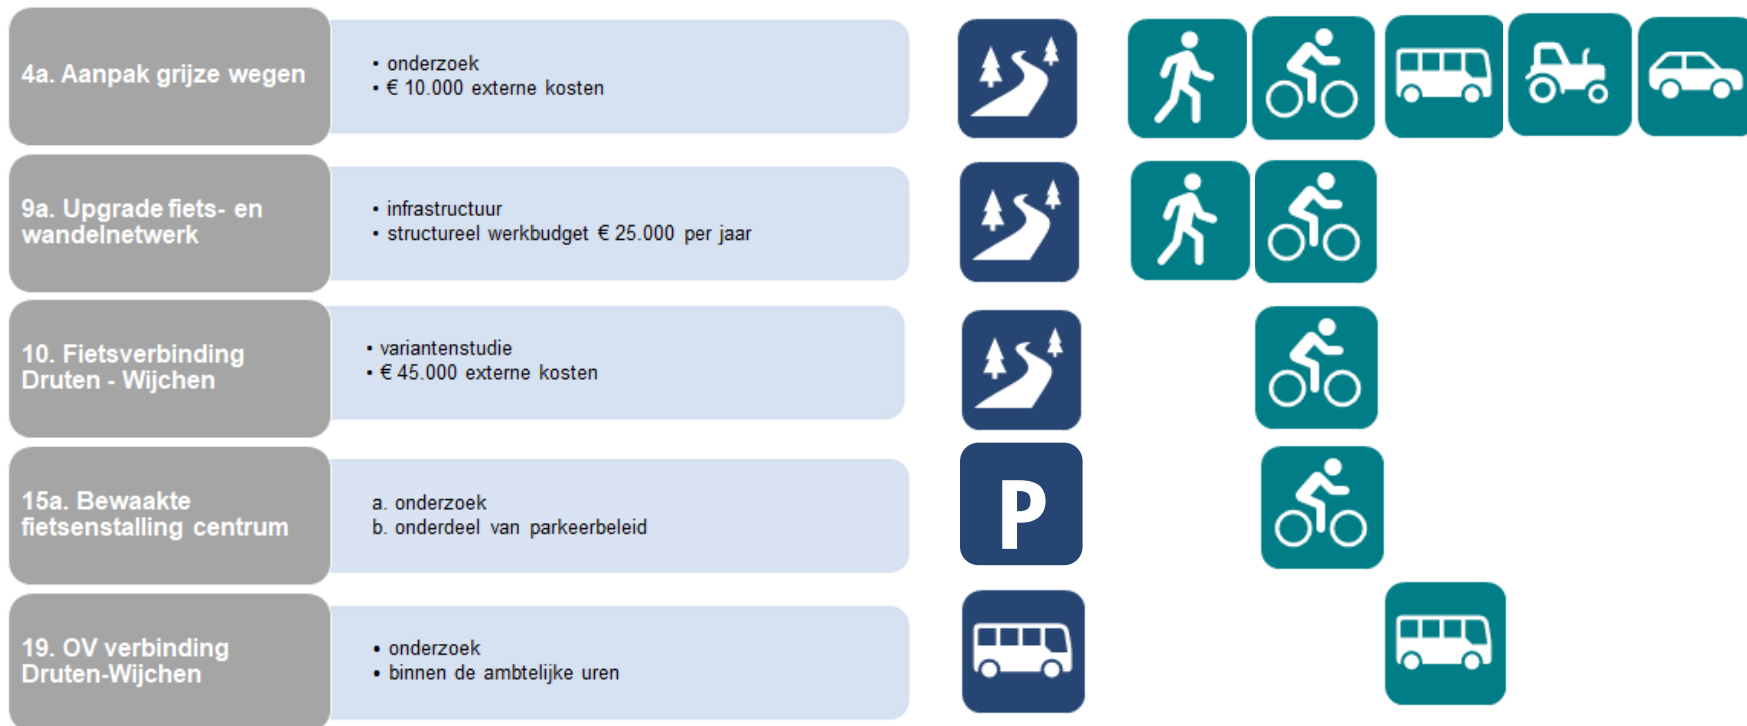 4a. Aanpak grijze wegen
• onderzoek
• € 10.000 externe kosten
9a. Upgrade fiets- en
wandelnetwerk
• infrastructuur
• structureel werkbudget € 25.000 per jaar
10. Fietsverbinding
Druten - Wijchen
• variantenstudie
• € 45.000 externe kosten
15a. Bewaakte
fietsenstalling centrum
a. onderzoek
b. onderdeel van parkeerbeleid
P
19. OV verbinding
Druten-Wijchen
• onderzoek
• binnen de ambtelijke uren